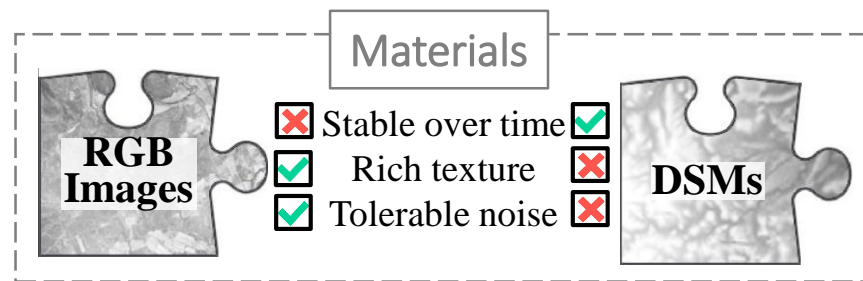 Materials
RGB
Images
Stable over time
Rich texture
Tolerable noise
DSMs